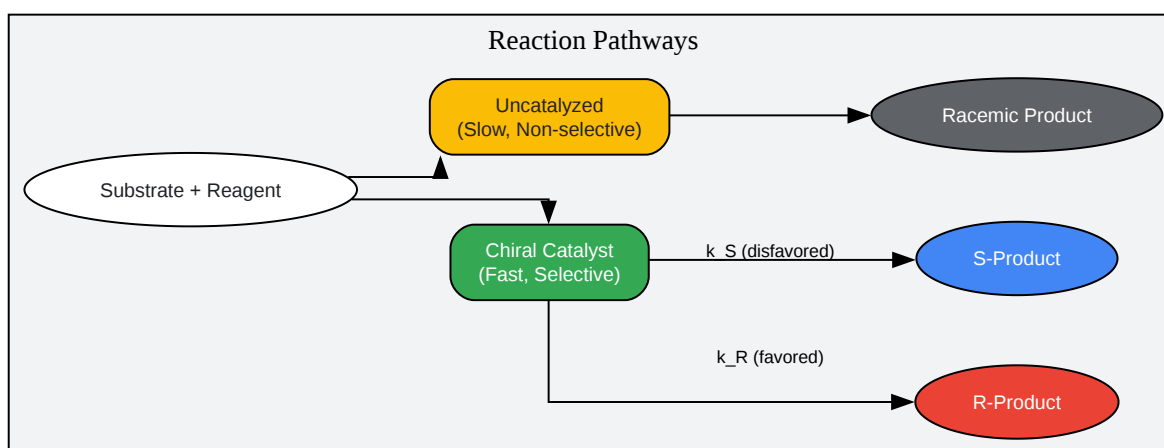 Reaction Pathways
Uncatalyzed
(Slow, Non-selective)
Racemic Product
Substrate + Reagent
Chiral Catalyst
(Fast, Selective)
k_S (disfavored)
S-Product
k_R (favored)
R-Product